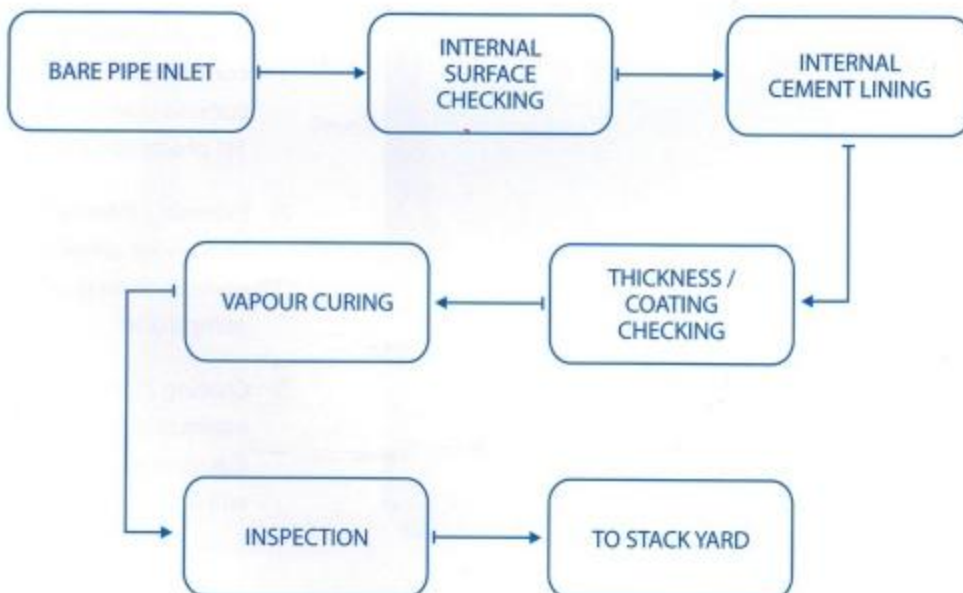 BARE PIPE INLET
INTERNAL
SURFACE
CHECKING
INTERNAL
CEMENT LINING
THICKNESS /
COATING
CHECKING
VAPOUR CURING
INSPECTION
TO STACK YARD